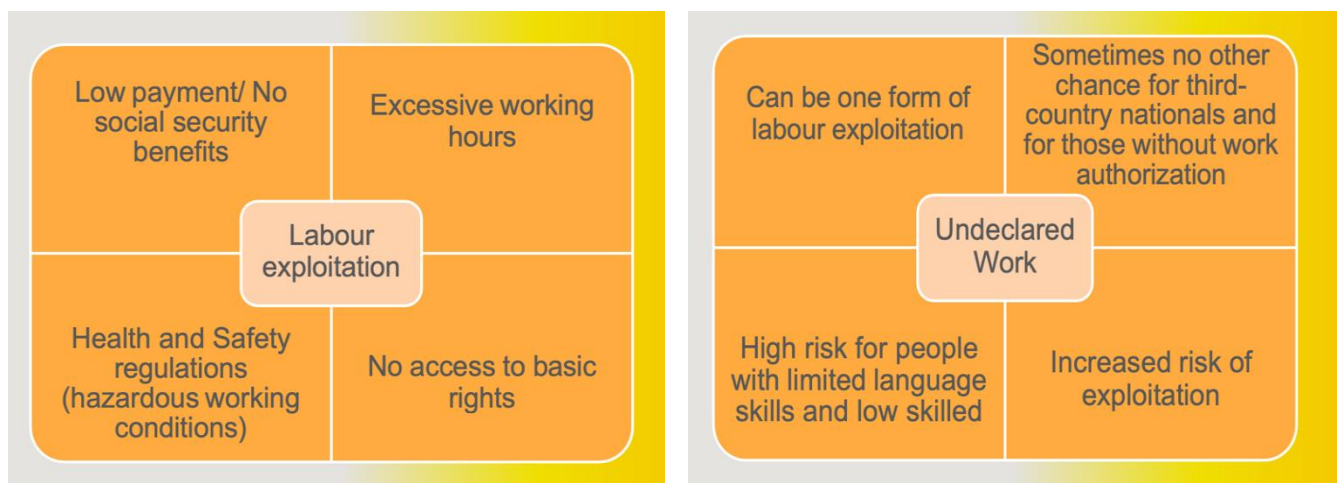 Low payment/ No
social security
benefits
Excessive working
hours
Labour
exploitation
Health and Safety
regulations
(hazardous working
conditions)
No access to basic
rights
Can be one form of
labour exploitation
Sometimes no other
chance for third-
country nationals and
for those without work
authorization
Undeclared
Work
High risk for people
with limited language
skills and low skilled
Increased risk of
exploitation